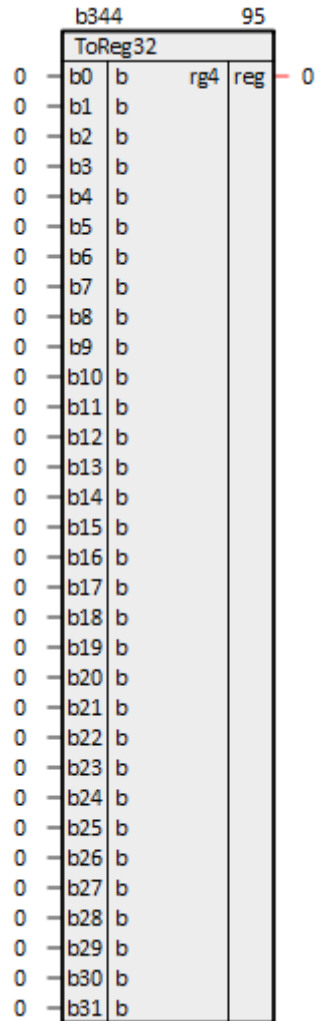 b344 95
ToReg32
0 b0 b rg4 reg 0
0 b1 b
0 b2 b
0 b3 b
0 b4 b
0 b5 b
0 b6 b
0 b7 b
0 b8 b
0 b9 b
0 b10 b
0 b11 b
0 b12 b
0 b13 b
0 b14 b
0 b15 b
0 b16 b
0 b17 b
0 b18 b
0 b19 b
0 b20 b
0 b21 b
0 b22 b
0 b23 b
0 b24 b
0 b25 b
0 b26 b
0 b27 b
0 b28 b
0 b29 b
0 b30 b
0 b31 b